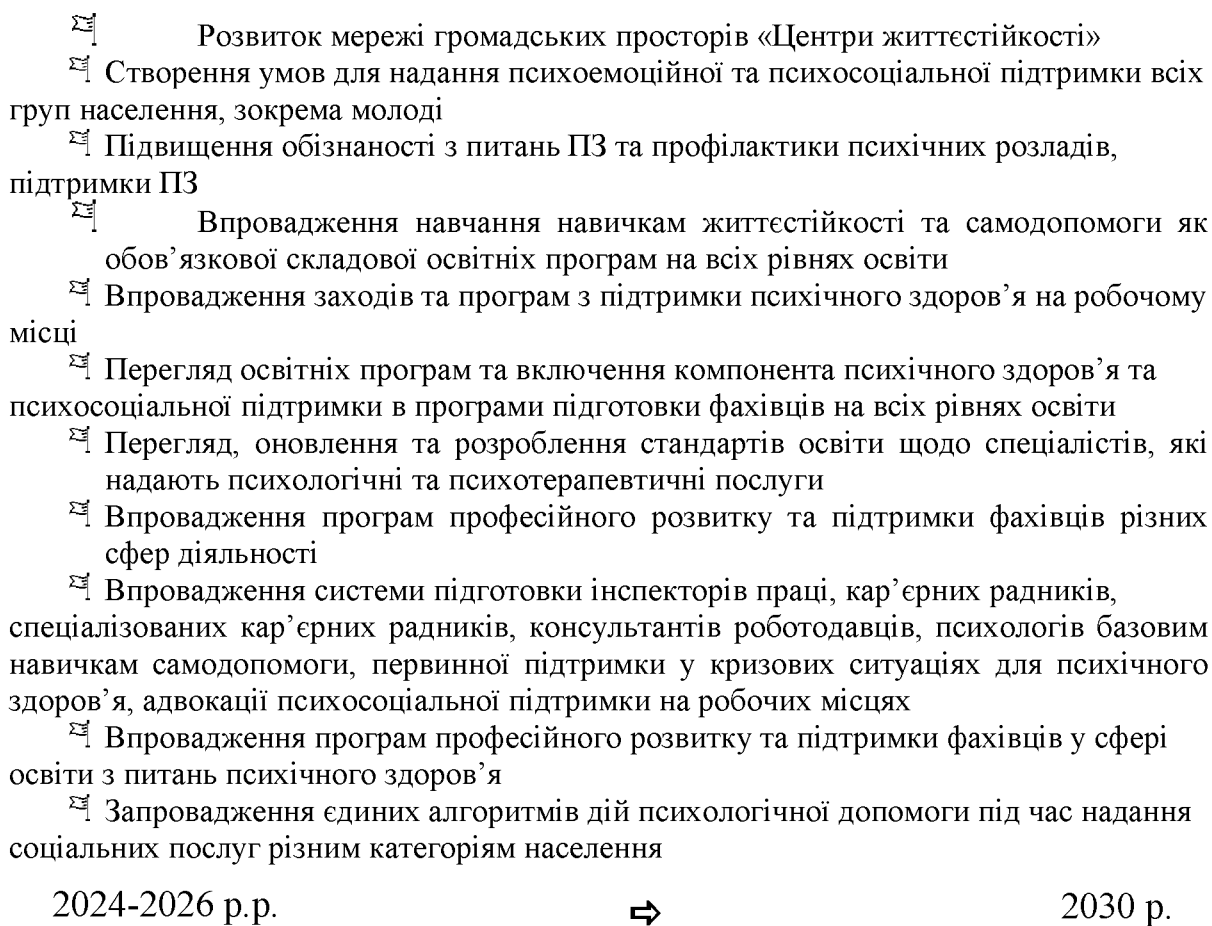 Розвиток мережі громадських просторів «Центри життєстійкості»
Створення умов для надання психоемоційної та психосоціальної підтримки всіх
груп населення, зокрема молоді
Підвищення обізнаності з питань ПЗ та профілактики психічних розладів,
підтримки ПЗ
Впровадження навчання навичкам життєстійкості та самодопомоги як
обов’язкової складової освітніх програм на всіх рівнях освіти
Впровадження заходів та програм з підтримки психічного здоров’я на робочому
місці
Перегляд освітніх програм та включення компонента психічного здоров’я та
психосоціальної підтримки в програми підготовки фахівців на всіх рівнях освіти
Перегляд, оновлення та розроблення стандартів освіти щодо спеціалістів, які
надають психологічні та психотерапевтичні послуги
Впровадження програм професійного розвитку та підтримки фахівців різних
сфер діяльності
Впровадження системи підготовки інспекторів праці, кар’єрних радників,
спеціалізованих кар’єрних радників, консультантів роботодавців, психологів базовим
навичкам самодопомоги, первинної підтримки у кризових ситуаціях для психічного
здоров’я, адвокації психосоціальної підтримки на робочих місцях
Впровадження програм професійного розвитку та підтримки фахівців у сфері
освіти з питань психічного здоров’я
Запровадження єдиних алгоритмів дій психологічної допомоги під час надання
соціальних послуг різним категоріям населення
2024-2026 р.р. ⇨ 2030 р.